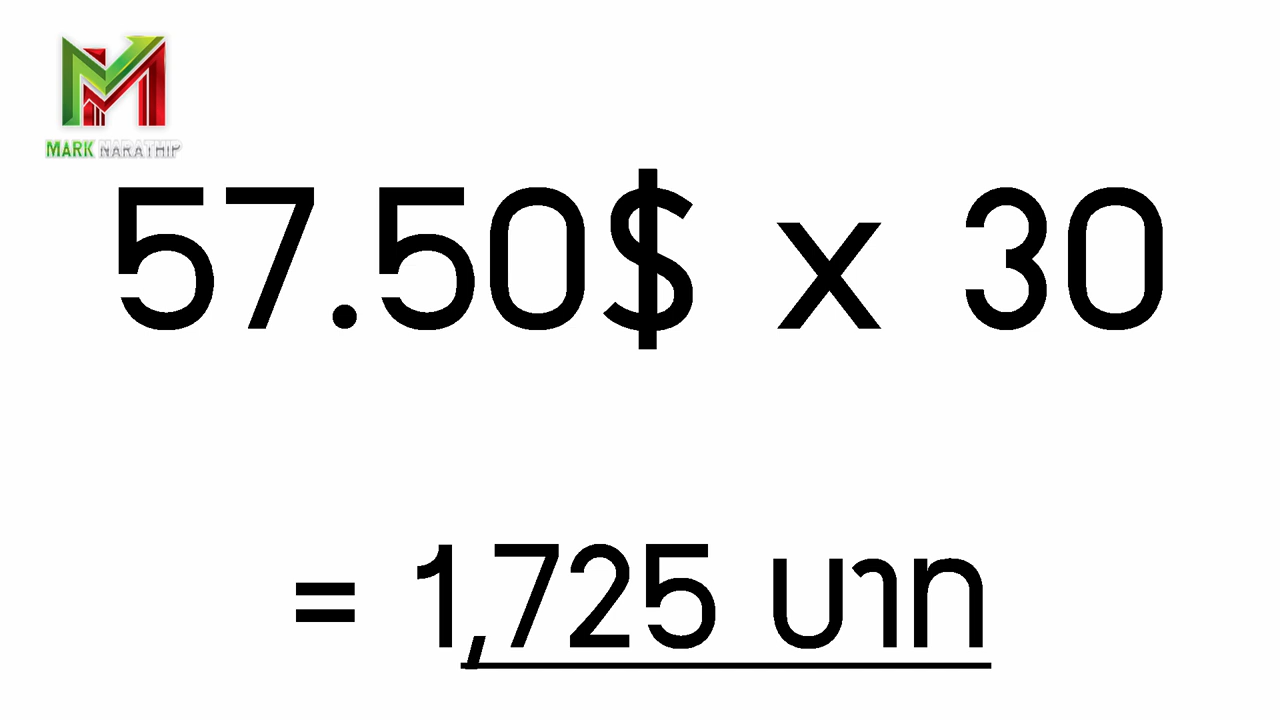 MARK NARATHIP
57.50$ x 30
= 1,725 บาท